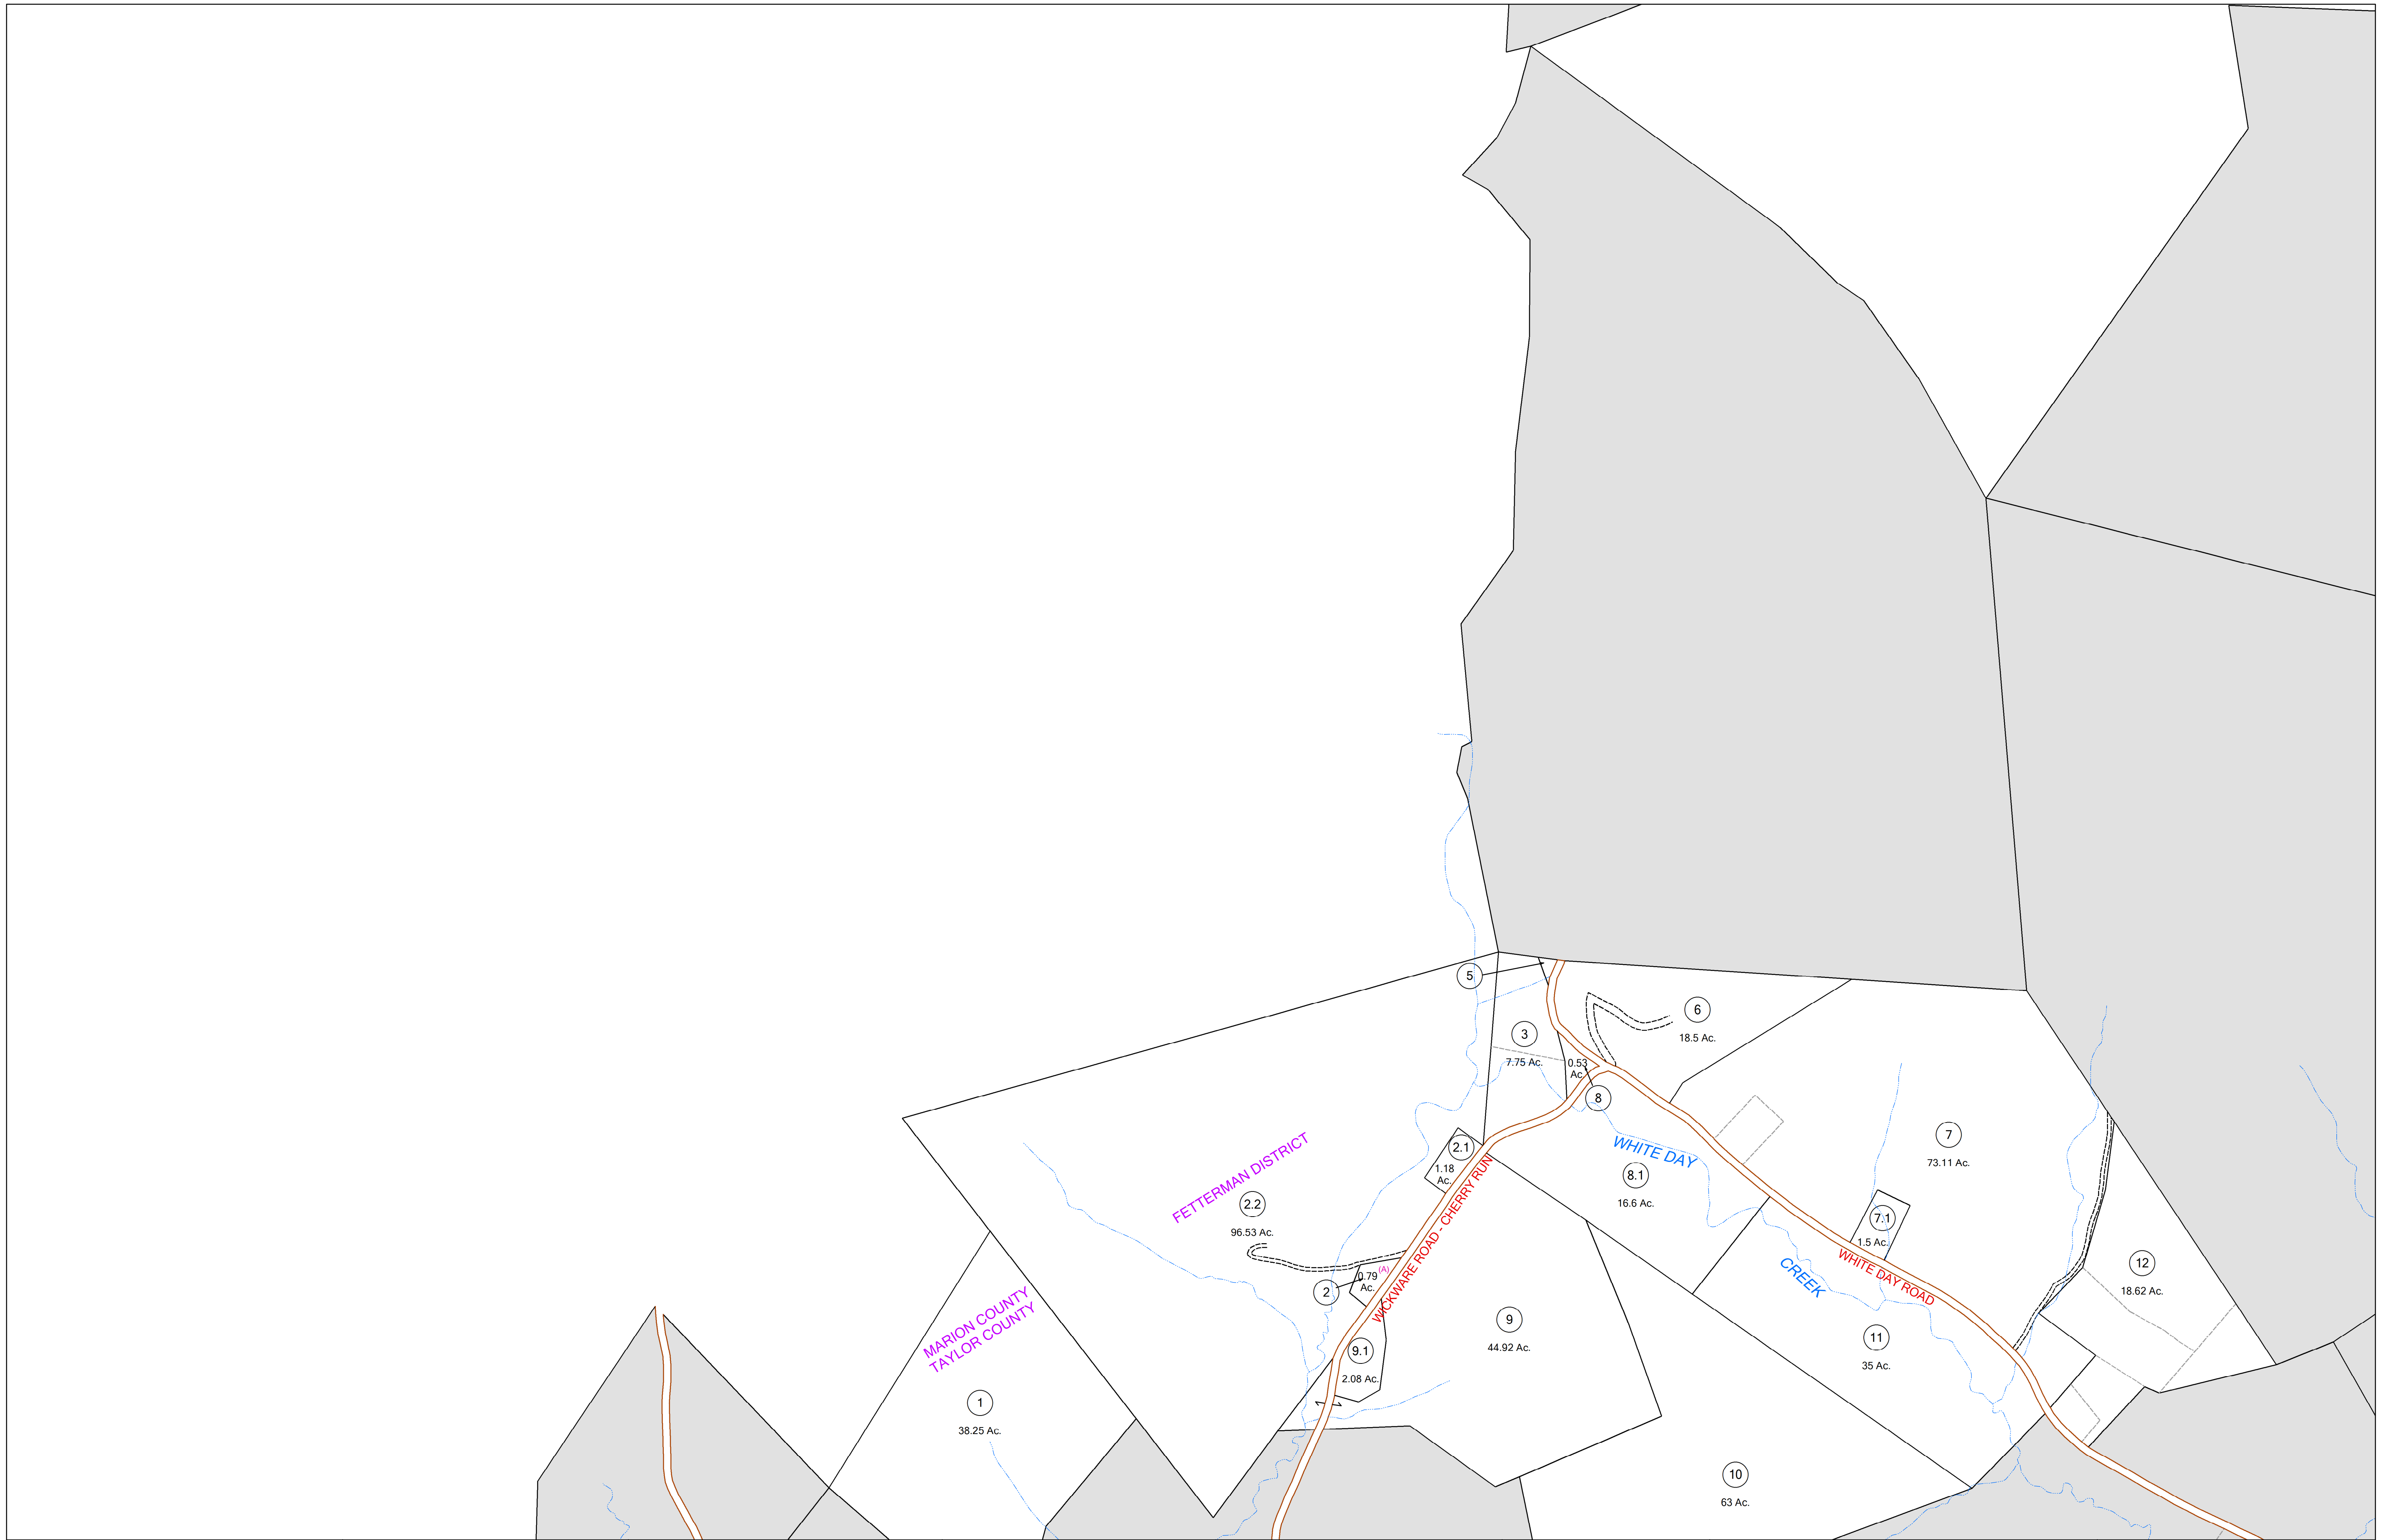 5
6
18.5 Ac.
3
7.75 Ac.
0.53
Ac.
8
7
73.11 Ac.
2.1
1.18
Ac.
WHITE DAY
8.1
16.6 Ac.
FETTERMAN DISTRICT
2.2
96.53 Ac.
WICKWARE ROAD - CHERRY RUN
7.1
1.5 Ac.
WHITE DAY ROAD
CREEK
12
18.62 Ac.
0.79
(A)
Ac.
2
MARION COUNTY
TAYLOR COUNTY
9
44.92 Ac.
9.1
2.08 Ac.
11
35 Ac.
1
38.25 Ac.
10
63 Ac.